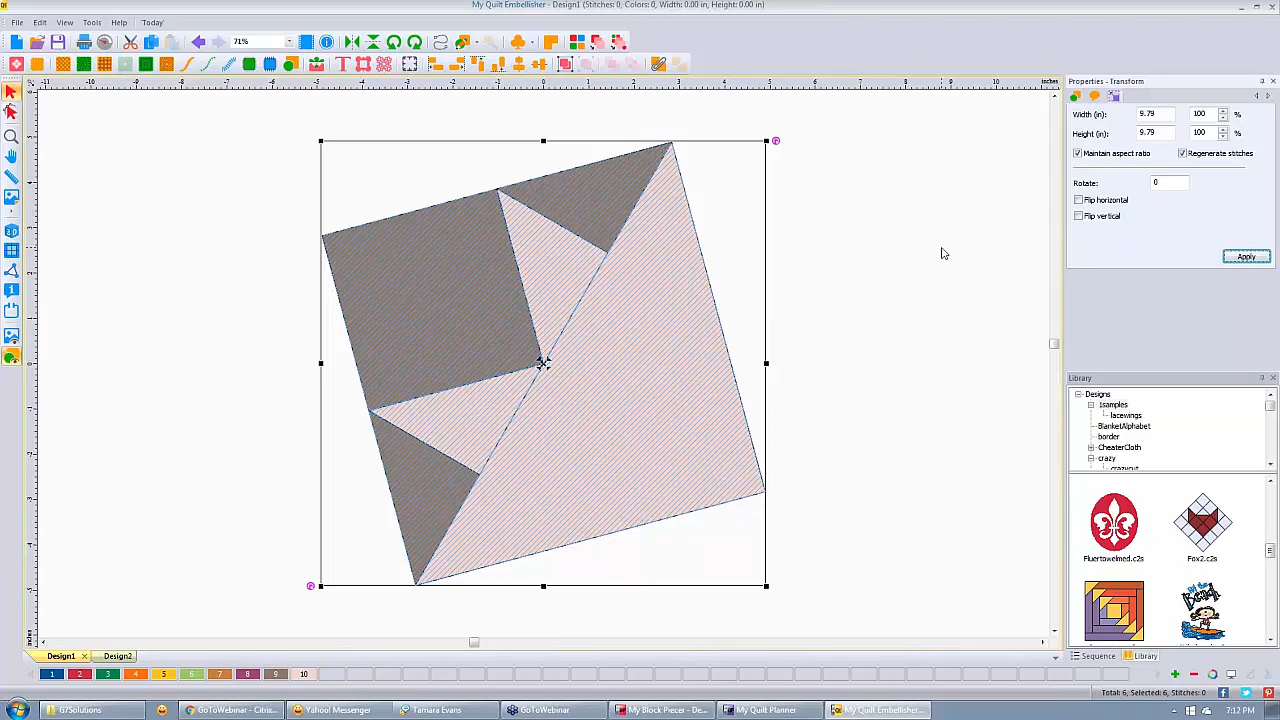 My Quilt Embellisher - Design1 (Stitches: 0, Colors: 0, Width: 0.00 in, Height: 0.00 in)
File Edit View Tools Help Today
71%
inches
Properties - Transform
Width (in): 9.79 100 %
Height (in): 9.79 100 %
Maintain aspect ratio Regenerate stitches
Rotate: 0
Flip horizontal
Flip vertical
Apply
Library
Designs
1samples
lacewings
BlanketAlphabet
border
CheaterCloth
crazy
crazycut
Fluertowelmed.c2s Fox2.c2s
Design1 Design2
Sequence Library
1 2 3 4 5 6 7 8 9 10
Total: 6, Selected: 6, Stitches: 0
G7Solutions GoToWebinar - Citrix... Yahoo! Messenger Tamara Evans GoToWebinar My Block Piecer - De... My Quilt Planner My Quilt Embellisher... 7:12 PM